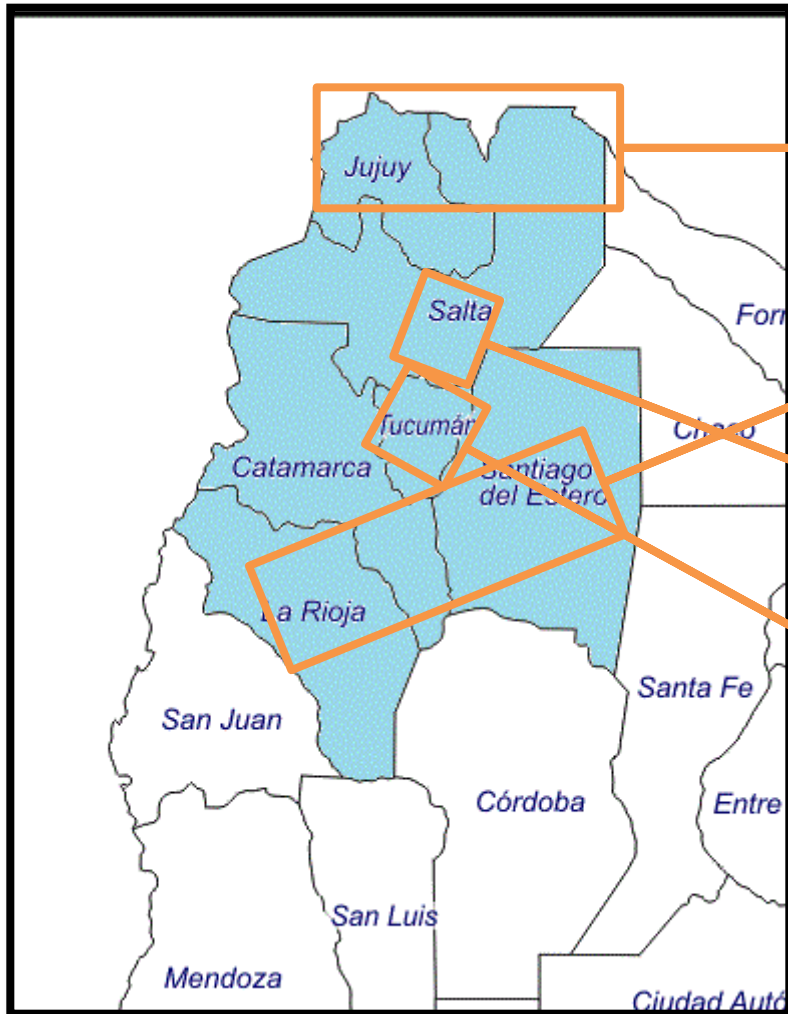 Jujuy
Salta
Forr
Tucumán
Chaco
Catamarca
Santiago
del Estero
La Rioja
Santa Fe
San Juan
Córdoba
Entre
San Luis
Mendoza
Ciudad Autó